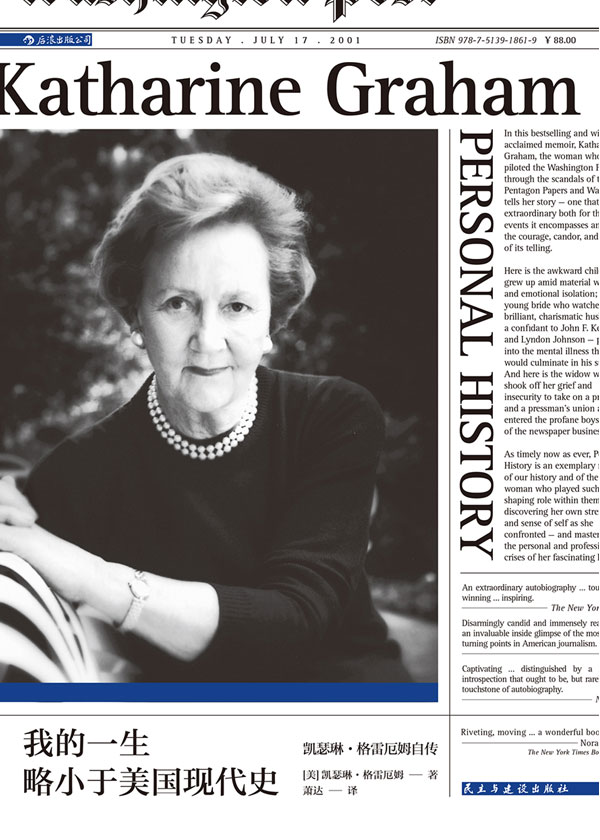 Washington Post
后浪出版公司
TUESDAY . JULY 17 . 2001
ISBN 978-7-5139-1861-9 ¥ 88.00
Katharine Graham
PERSONAL HISTORY
In this bestselling and wi
acclaimed memoir, Katha
Graham, the woman who
piloted the Washington P
through the scandals of t
Pentagon Papers and Wa
tells her story — one that
extraordinary both for th
events it encompasses an
the courage, candor, and
of its telling.
Here is the awkward chil
grew up amid material w
and emotional isolation;
young bride who watche
brilliant, charismatic hus
a confidant to John F. Ke
and Lyndon Johnson — p
into the mental illness th
would culminate in his s
And here is the widow w
shook off her grief and
insecurity to take on a pr
and a pressman's union a
entered the profane boys
of the newspaper busines
As timely now as ever, Pe
History is an exemplary r
of our history and of the
woman who played such
shaping role within them
discovering her own stre
and sense of self as she
confronted — and master
the personal and professi
crises of her fascinating l
An extraordinary autobiography ... tou
winning ... inspiring.
The New Yor
Disarmingly candid and immensely rea
an invaluable inside glimpse of the mos
turning points in American journalism.
Captivating ... distinguished by a
introspection that ought to be, but rare
touchstone of autobiography.
N
Riveting, moving ... a wonderful boo
Nora
The New York Times Bo
我的一生
略小于美国现代史
凯瑟琳·格雷厄姆自传
[美] 凯瑟琳·格雷厄姆 — 著
萧达 — 译
民主与建设出版社